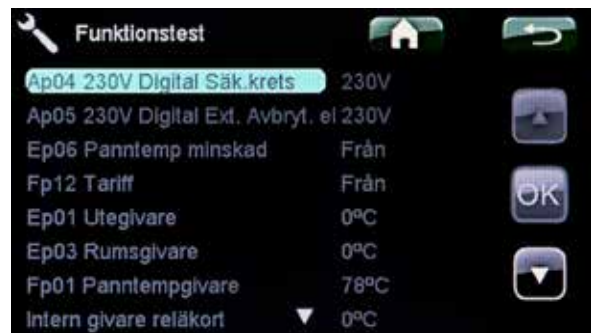 Funktionstest
Ap04 230V Digital Säk.krets 230V
Ap05 230V Digital Ext. Avbryt. el 230V
Ep06 Panntemp minskad Från
Fp12 Tariff Från
Ep01 Utegivare 0ºC
Ep03 Rumsgivare 0ºC
Fp01 Panntempgivare 78ºC
Intern givare reläkort 0ºC
OK